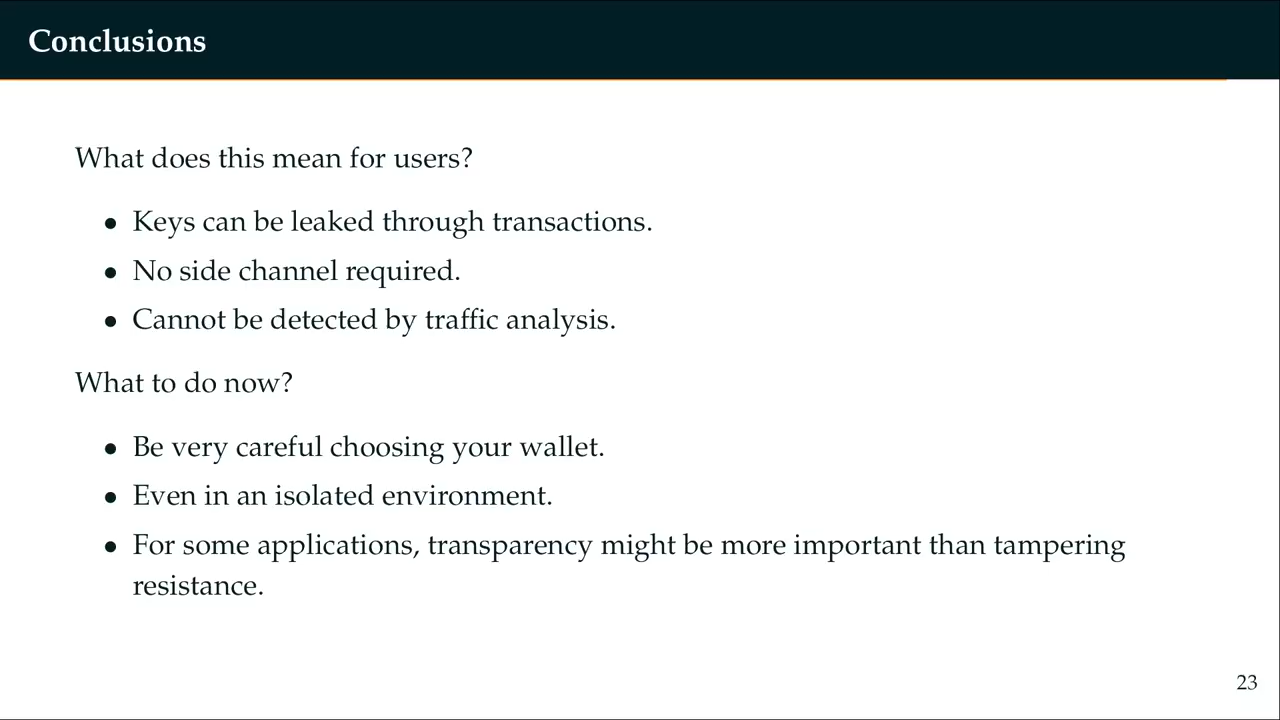 Conclusions
What does this mean for users?
• Keys can be leaked through transactions.
• No side channel required.
• Cannot be detected by traffic analysis.
What to do now?
• Be very careful choosing your wallet.
• Even in an isolated environment.
• For some applications, transparency might be more important than tampering
resistance.
23